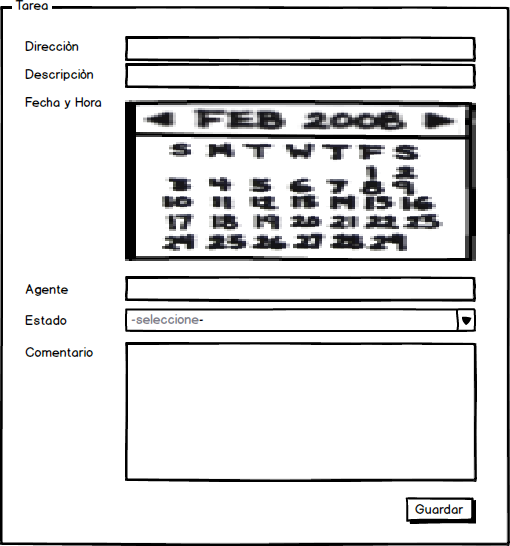 Tarea
Dirección
Descripción
Fecha y Hora
FEB 2008
S M T W T F S
1 2
3 4 5 6 7 8 9
10 11 12 13 14 15 16
17 18 19 20 21 22 23
24 25 26 27 28 29
Agente
Estado -seleccione-
Comentario
Guardar